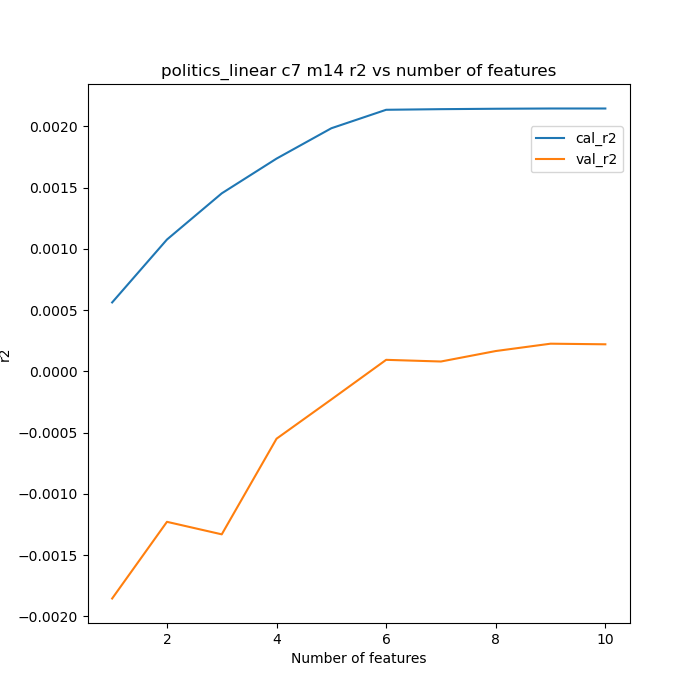 politics_linear c7 m14 r2 vs number of features
0.0020
0.0015
0.0010
0.0005
0.0000
−0.0005
−0.0010
−0.0015
−0.0020
r2
cal_r2
val_r2
2 4 6 8 10
Number of features